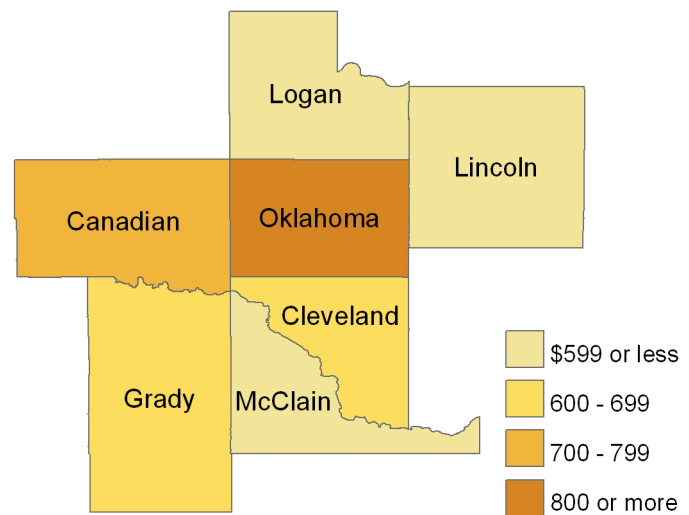 Logan
Lincoln
Canadian
Oklahoma
Cleveland
Grady
McClain
$599 or less
600 - 699
700 - 799
800 or more